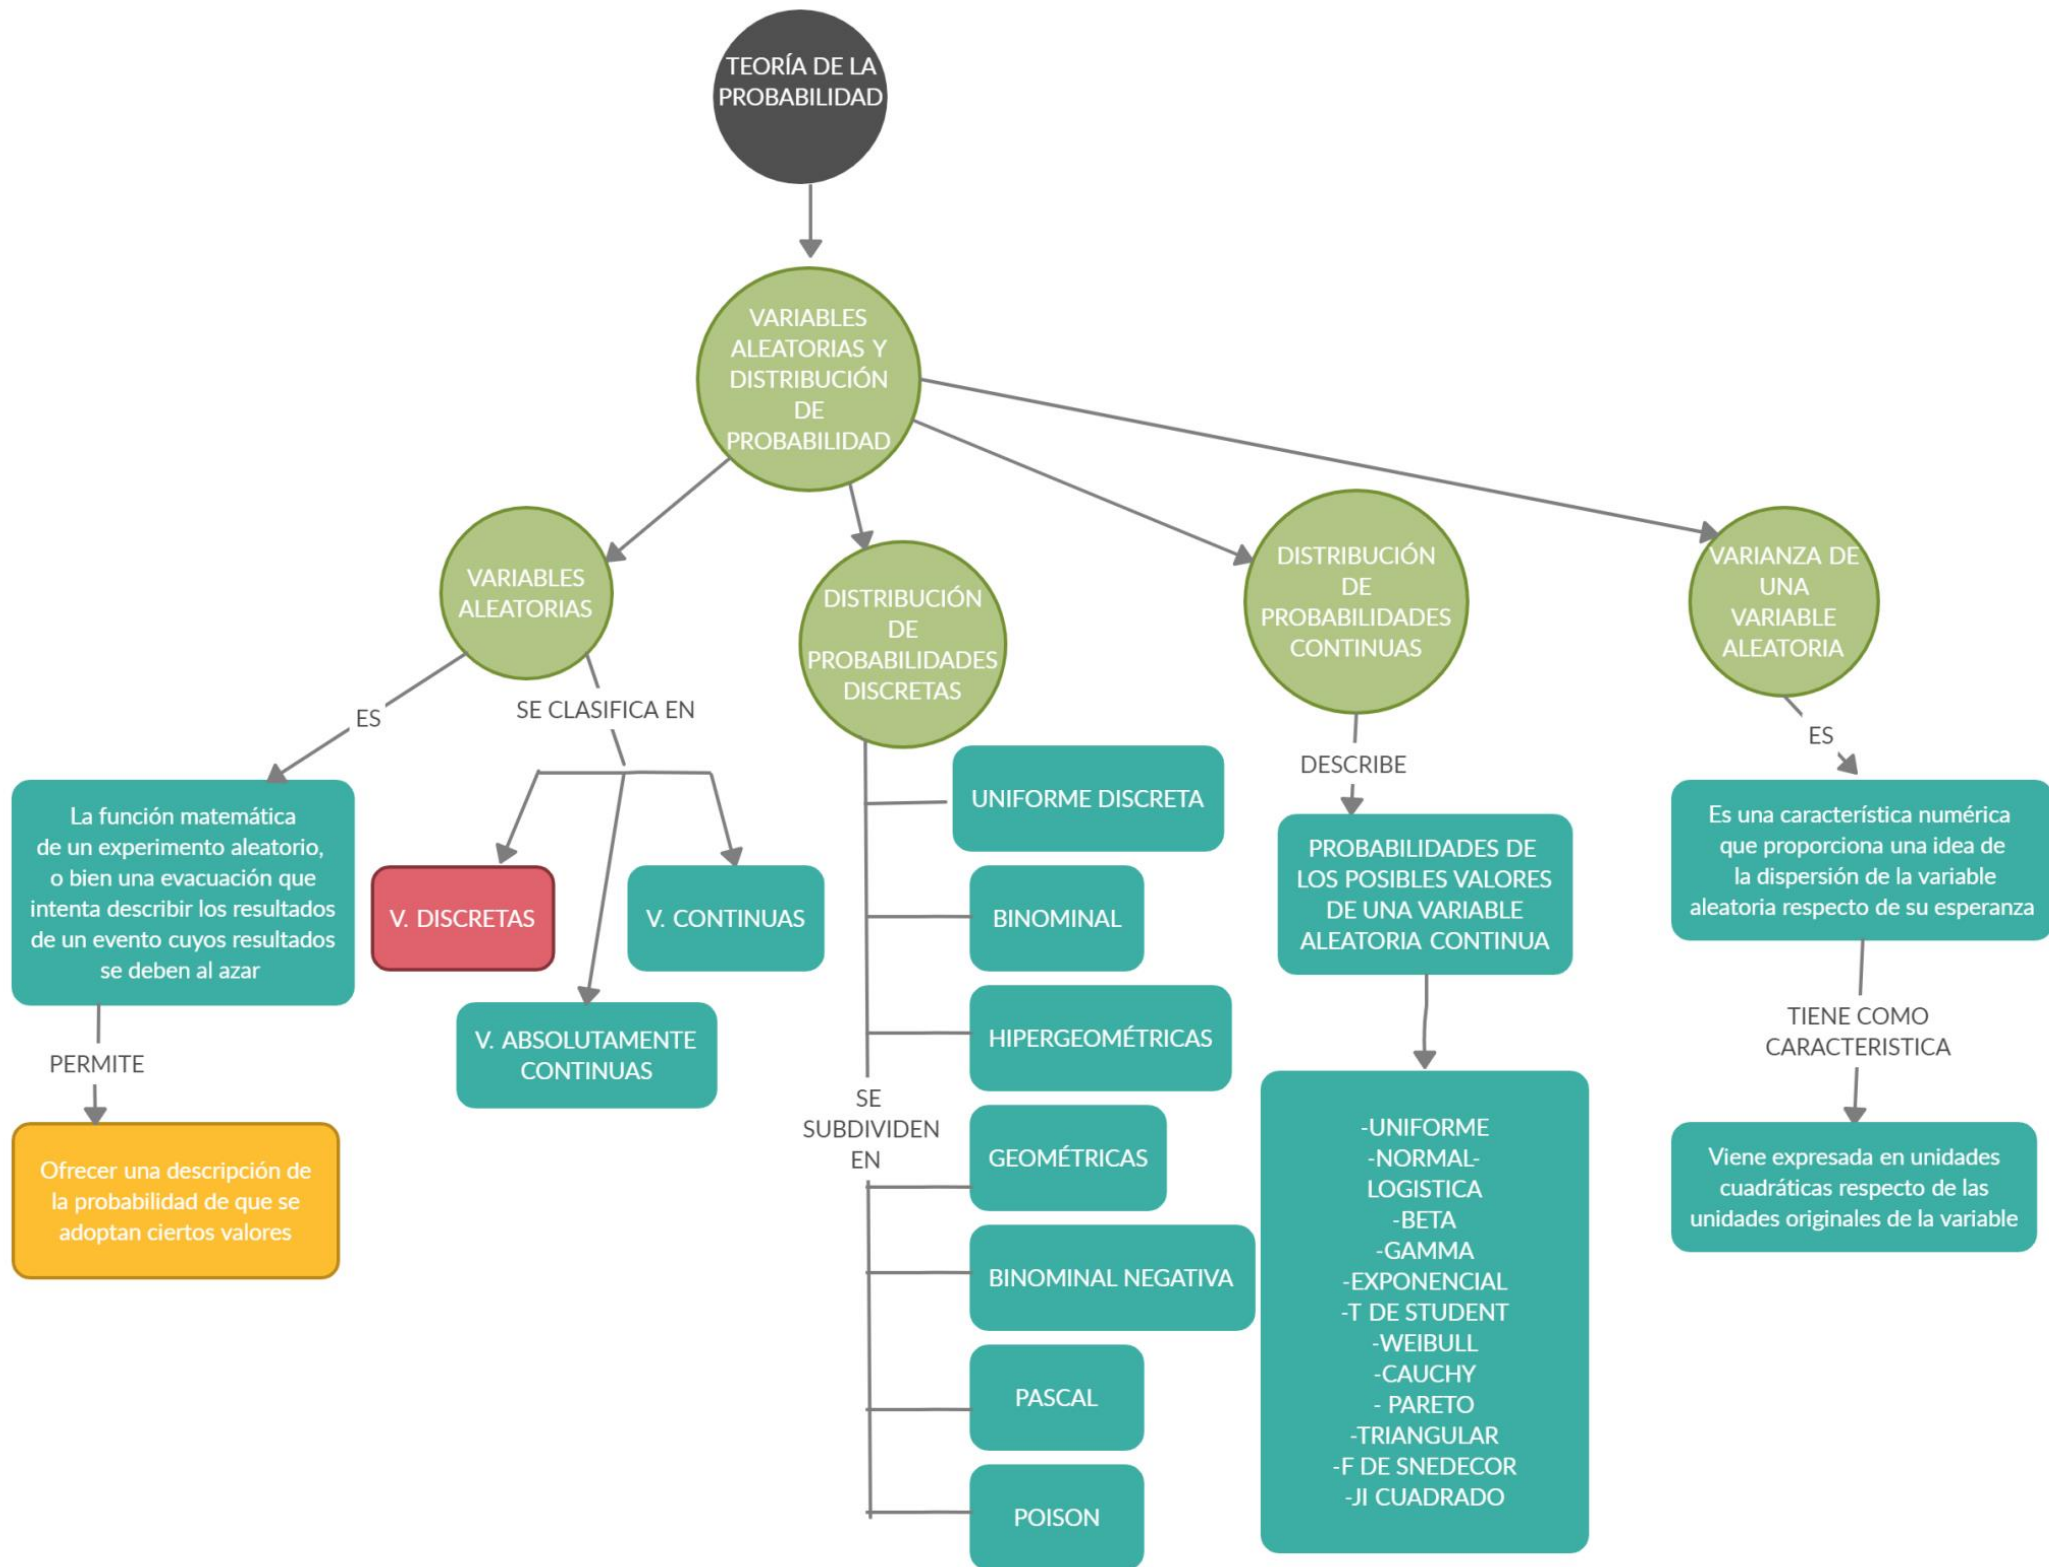 TEORÍA DE LA
PROBABILIDAD
VARIABLES
ALEATORIAS Y
DISTRIBUCIÓN
DE
PROBABILIDAD
VARIABLES
ALEATORIAS
ES
La función matemática
de un experimento aleatorio,
o bien una evacuación que
intenta describir los resultados
de un evento cuyos resultados
se deben al azar
PERMITE
Ofrecer una descripción de
la probabilidad de que se
adoptan ciertos valores
SE CLASIFICA EN
V. DISCRETAS
V. CONTINUAS
V. ABSOLUTAMENTE
CONTINUAS
DISTRIBUCIÓN
DE
PROBABILIDADES
DISCRETAS
SE
SUBDIVIDEN
EN
UNIFORME DISCRETA
BINOMINAL
HIPERGEOMÉTRICAS
GEOMÉTRICAS
BINOMINAL NEGATIVA
PASCAL
POISON
DISTRIBUCIÓN
DE
PROBABILIDADES
CONTINUAS
DESCRIBE
PROBABILIDADES DE
LOS POSIBLES VALORES
DE UNA VARIABLE
ALEATORIA CONTINUA
-UNIFORME
-NORMAL-
LOGISTICA
-BETA
-GAMMA
-EXPONENCIAL
-T DE STUDENT
-WEIBULL
-CAUCHY
- PARETO
-TRIANGULAR
-F DE SNEDECOR
-JI CUADRADO
VARIANZA DE
UNA
VARIABLE
ALEATORIA
ES
Es una característica numérica
que proporciona una idea de
la dispersión de la variable
aleatoria respecto de su esperanza
TIENE COMO
CARACTERISTICA
Viene expresada en unidades
cuadráticas respecto de las
unidades originales de la variable